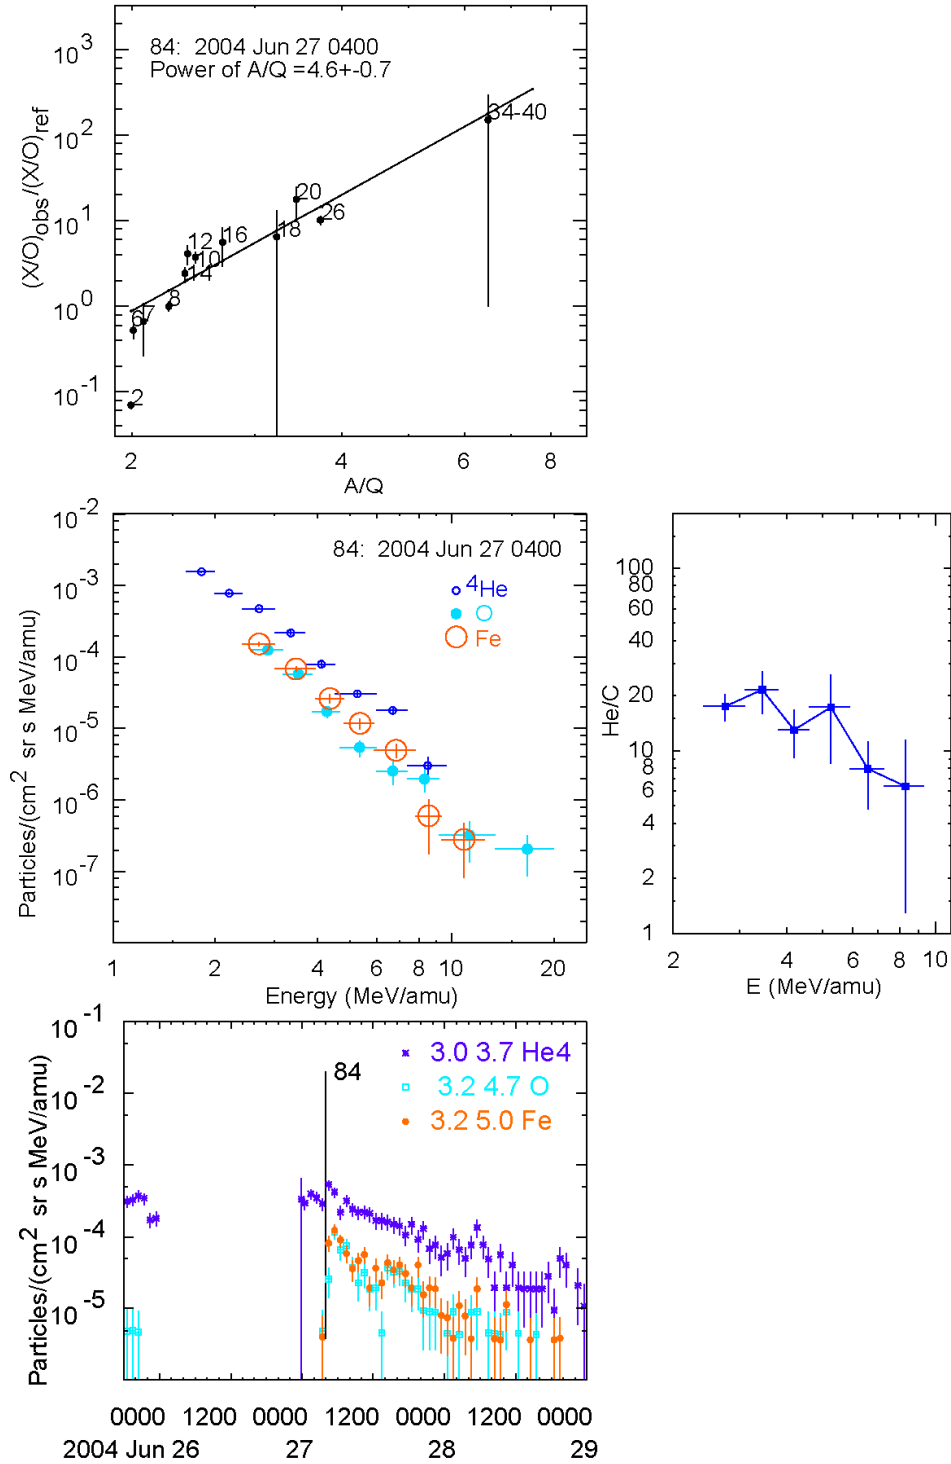 84: 2004 Jun 27 0400
Power of A/Q =4.6+-0.7
(X/O)obs/(X/O)ref
10^3
10^2
10^1
10^0
10^-1
34-40
20
26
18
16
12
10
14
8
6
7
2
2 4 6 8
A/Q
84: 2004 Jun 27 0400
4He
O
Fe
Particles/(cm^2 sr s MeV/amu)
10^-2
10^-3
10^-4
10^-5
10^-6
10^-7
1 2 4 6 8 10 20
Energy (MeV/amu)
He/C
100
80
60
40
20
10
8
6
4
2
1
2 4 6 8 10
E (MeV/amu)
Particles/(cm^2 sr s MeV/amu)
10^-1
10^-2
10^-3
10^-4
10^-5
84
3.0 3.7 He4
3.2 4.7 O
3.2 5.0 Fe
0000 1200 0000 1200 0000 1200 0000
2004 Jun 26 27 28 29